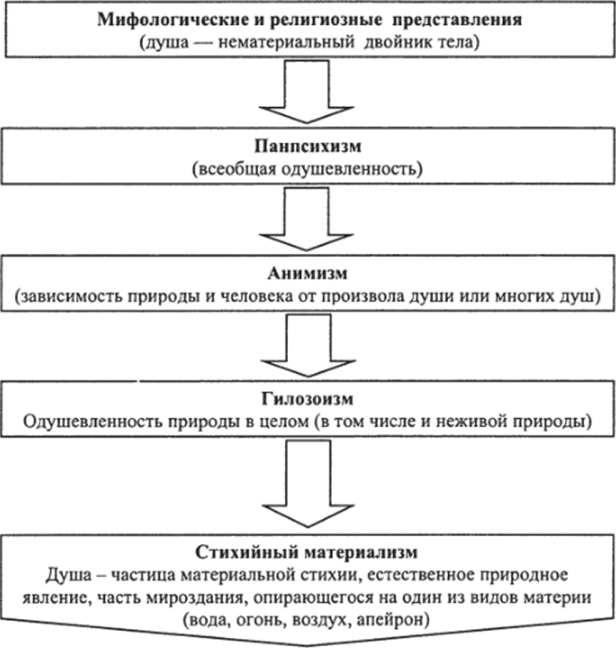 Мифологические и религиозные представления
(душа — нематериальный двойник тела)
Панпсихизм
(всеобщая одушевленность)
Анимизм
(зависимость природы и человека от произвола души или многих душ)
Гилозоизм
Одушевленность природы в целом (в том числе и неживой природы)
Стихийный материализм
Душа – частица материальной стихии, естественное природное
явление, часть мироздания, опирающегося на один из видов материи
(вода, огонь, воздух, апейрон)